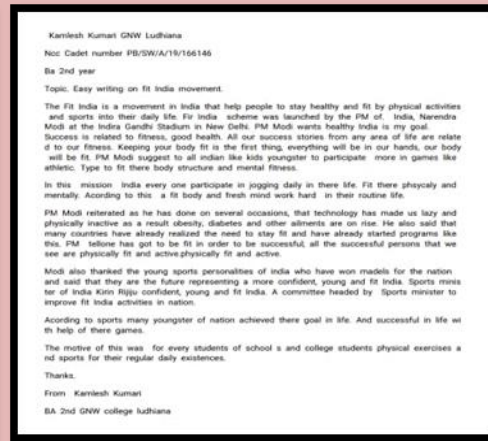 Kamlesh Kumari GNW Ludhiana
Ncc Cadet number PB/SW/A/19/166146
Ba 2nd year
Topic. Easy writing on fit India movement.
The Fit India is a movement in India that help people to stay healthy and fit by physical activities
and sports into their daily life. Fir India scheme was launched by the PM of. India, Narendra
Modi at the Indira Gandhi Stadium in New Delhi. PM Modi wants healthy India is my goal.
Success is related to fitness, good health. All our success stories from any area of life are relate
d to our fitness. Keeping your body fit is the first thing, everything will be in our hands, our body
will be fit. PM Modi suggest to all indian like kids youngster to participate more in games like
athletic. Type to fit there body structure and mental fitness.
In this mission India every one participate in jogging daily in there life. Fit there phsycaly and
mentally. Acording to this a fit body and fresh mind work hard in their routine life.
PM Modi reiterated as he has done on several occasions, that technology has made us lazy and
physically inactive as a result obesity, diabetes and other ailments are on rise. He also said that
many countries have already realized the need to stay fit and have already started programs like
this. PM tellone has got to be fit in order to be successful, all the successful persons that we
see are physically fit and active.physically fit and active.
Modi also thanked the young sports personalities of india who have won madels for the nation
and said that they are the future representing a more confident, young and fit India. Sports minis
ter of India Kirin Rijiju confident, young and fit India. A committee headed by Sports minister to
improve fit India activities in nation.
Acording to sports many youngster of nation achieved there goal in life. And successful in life wi
th help of there games.
The motive of this was for every students of school s and college students physical exercises a
nd sports for their regular daily existences.
Thanks.
From Kamlesh Kumari
BA 2nd GNW college ludhiana